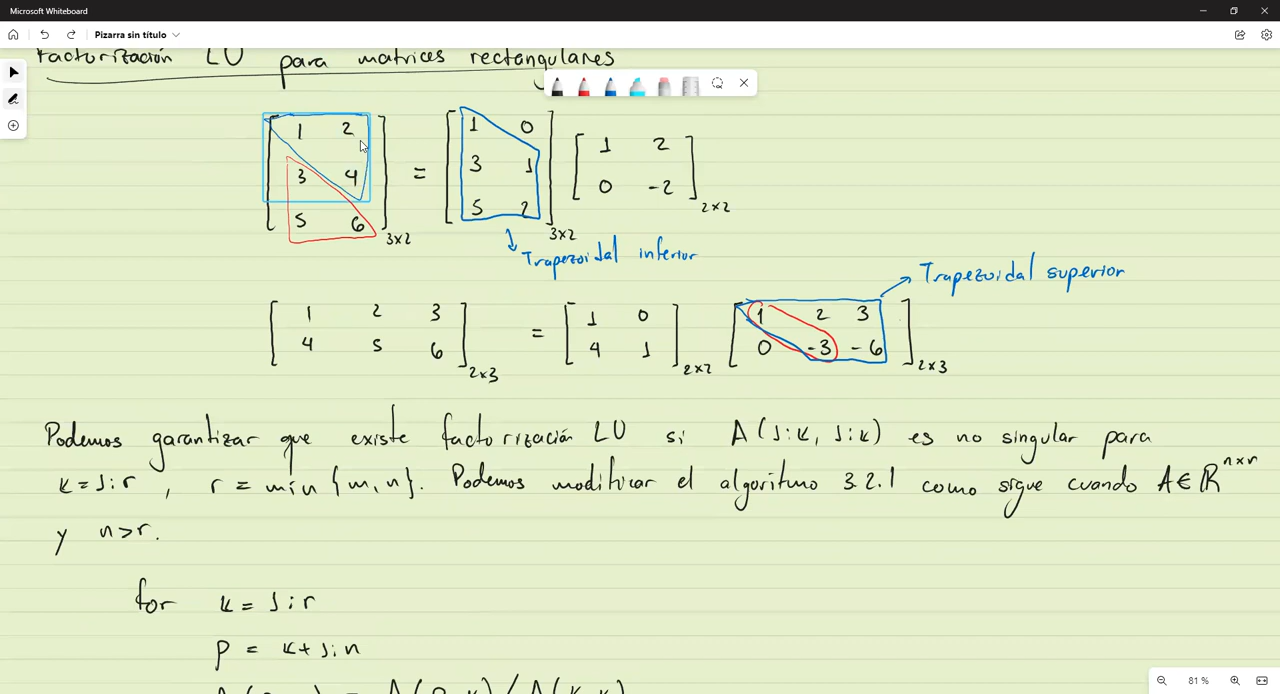 Microsoft Whiteboard
Pizarra sin título
Factorización LU para matrices rectangulares
1 2
3 4
5 6
3x2
=
1 0
3 1
5 2
3x2
1 2
0 -2
2x2
Trapezoidal inferior
Trapezoidal superior
1 2 3
4 5 6
2x3
=
1 0
4 1
2x2
1 2 3
0 -3 -6
2x3
Podemos garantizar que existe factorización LU si A(1:k, 1:k) es no singular para
k=1:r, r = min{m,n}. Podemos modificar el algoritmo 3.2.1 como sigue cuando A∈ℝⁿˣʳ
y n>r.
for k = 1:r
p = k+1:n
81 %